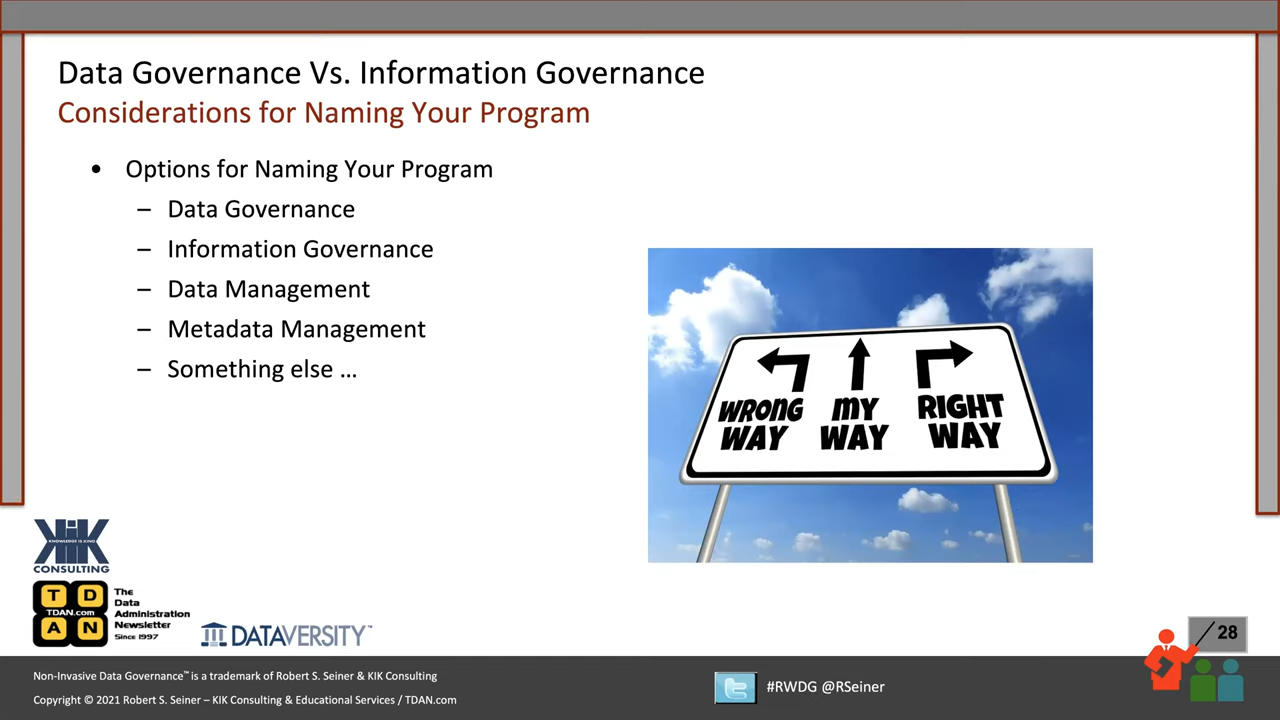 Data Governance Vs. Information Governance
Considerations for Naming Your Program
• Options for Naming Your Program
– Data Governance
– Information Governance
– Data Management
– Metadata Management
– Something else …
WRONG WAY
MY WAY
RIGHT WAY
KIK
KNOWLEDGE IS KING
CONSULTING
T D
TDAN.com
A N
The
Data
Administration
Newsletter
Since 1997
DATAVERSITY™
28
Non-Invasive Data Governance™ is a trademark of Robert S. Seiner & KIK Consulting
Copyright © 2021 Robert S. Seiner – KIK Consulting & Educational Services / TDAN.com
#RWDG @RSeiner